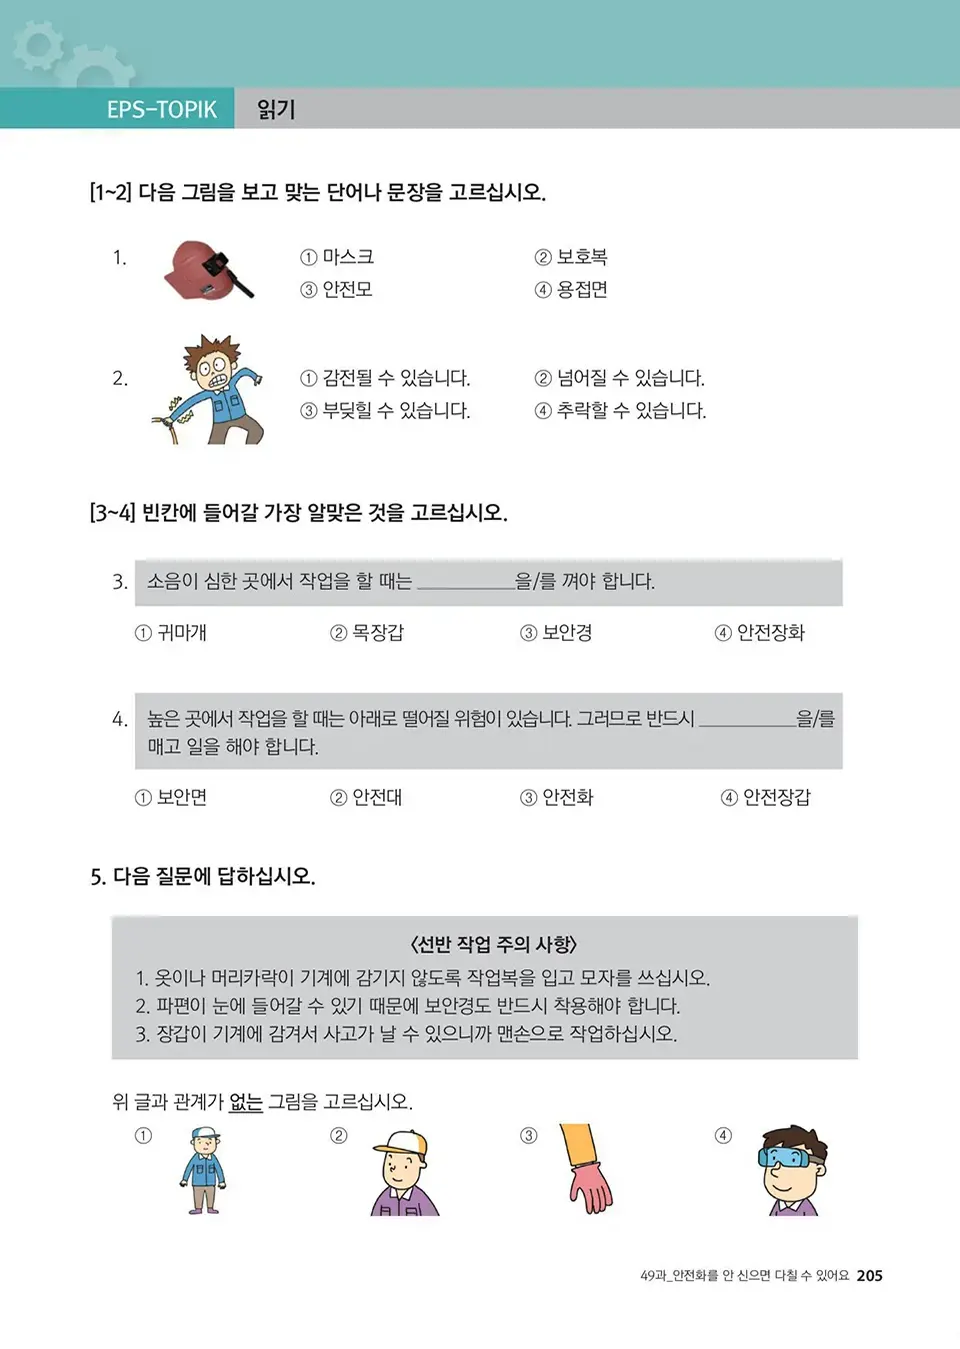 EPS-TOPIK 읽기
[1~2] 다음 그림을 보고 맞는 단어나 문장을 고르십시오.
1. ① 마스크 ② 보호복
③ 안전모 ④ 용접면
2. ① 감전될 수 있습니다. ② 넘어질 수 있습니다.
③ 부딪힐 수 있습니다. ④ 추락할 수 있습니다.
[3~4] 빈칸에 들어갈 가장 알맞은 것을 고르십시오.
3. 소음이 심한 곳에서 작업을 할 때는 __________을/를 껴야 합니다.
① 귀마개 ② 목장갑 ③ 보안경 ④ 안전장화
4. 높은 곳에서 작업을 할 때는 아래로 떨어질 위험이 있습니다. 그러므로 반드시 __________을/를
매고 일을 해야 합니다.
① 보안면 ② 안전대 ③ 안전화 ④ 안전장갑
5. 다음 질문에 답하십시오.
〈선반 작업 주의 사항〉
1. 옷이나 머리카락이 기계에 감기지 않도록 작업복을 입고 모자를 쓰십시오.
2. 파편이 눈에 들어갈 수 있기 때문에 보안경도 반드시 착용해야 합니다.
3. 장갑이 기계에 감겨서 사고가 날 수 있으니까 맨손으로 작업하십시오.
위 글과 관계가 없는 그림을 고르십시오.
① ② ③ ④
49과_안전화를 안 신으면 다칠 수 있어요 205